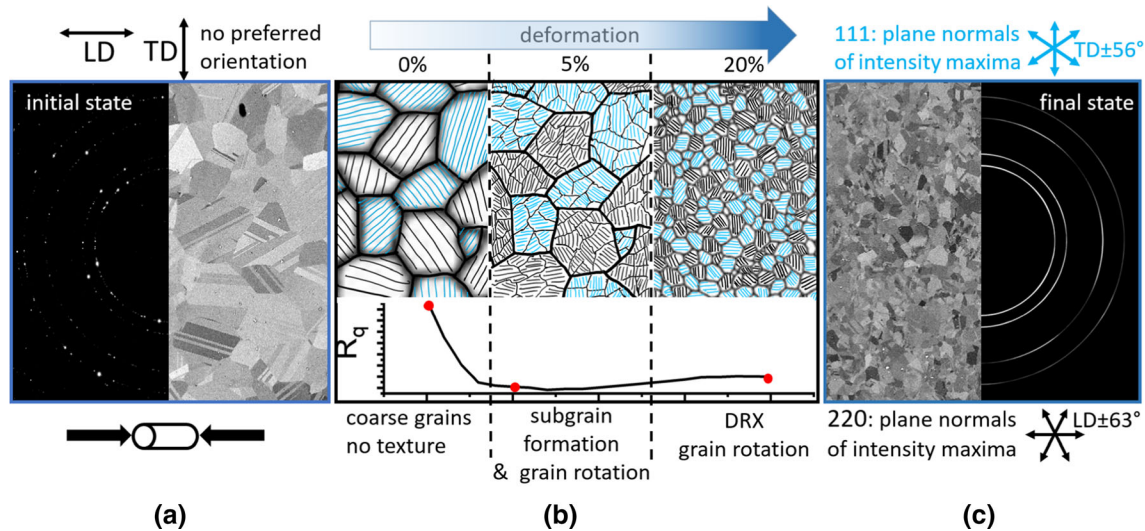 LD TD
no preferred
orientation
initial state
(a)
deformation
0% 5% 20%
Rq
coarse grains
no texture
subgrain
formation
& grain rotation
DRX
grain rotation
(b)
111: plane normals
of intensity maxima
TD±56°
final state
220: plane normals
of intensity maxima
LD±63°
(c)